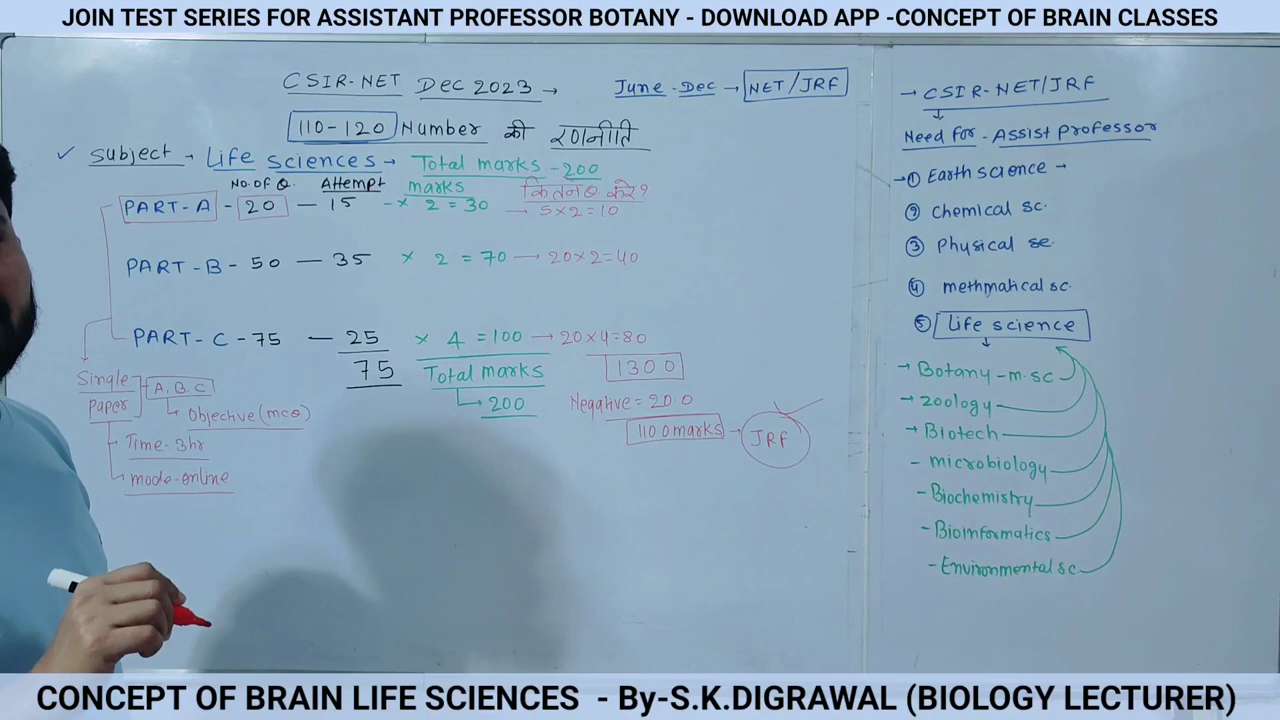 JOIN TEST SERIES FOR ASSISTANT PROFESSOR BOTANY - DOWNLOAD APP -CONCEPT OF BRAIN CLASSES
CSIR-NET Dec 2023 → June-Dec → NET/JRF
110-120 Number की रणनीति
✓ Subject → Life sciences → Total marks - 200
No. of Q. Attempt marks कितने Q करे?
PART-A - 20 — 15 - × 2 = 30 → 5×2=10
PART-B - 50 — 35 × 2 = 70 → 20×2=40
PART-C - 75 — 25 × 4 = 100 → 20×4=80
75 Total marks 1300
200 Negative = 20.0
1100marks → JRF
Single Paper A, B, C
Objective (mcQ)
Time- 3hr
mode-online
→ CSIR-NET/JRF
Need for - Assist Professor
→ ① Earth science →
② chemical sc.
③ Physical se.
④ methmatical sc.
⑤ Life science
→ Botany - m.sc
→ zoology
→ Biotech
- microbiology
- Biochemistry
- Bioinformatics
- Environmental sc
CONCEPT OF BRAIN LIFE SCIENCES - By-S.K.DIGRAWAL (BIOLOGY LECTURER)